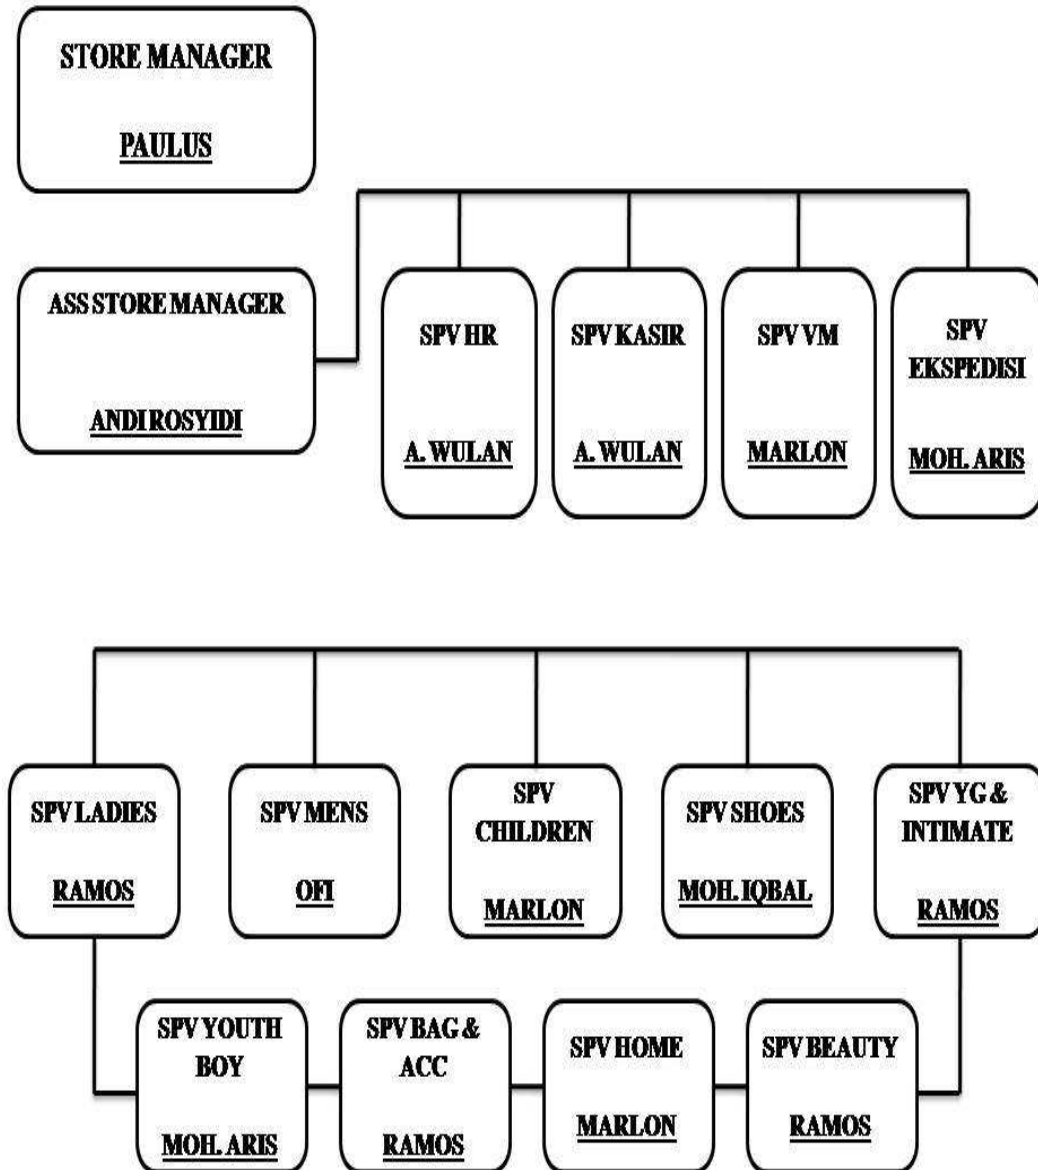 STORE MANAGER
PAULUS
ASS STORE MANAGER
ANDI ROSYIDI
SPV HR
A. WULAN
SPV KASIR
A. WULAN
SPV VM
MARLON
SPV
EKSPEDISI
MOH. ARIS
SPV LADIES
RAMOS
SPV MENS
OFI
SPV
CHILDREN
MARLON
SPV SHOES
MOH. IQBAL
SPV YG &
INTIMATE
RAMOS
SPV YOUTH
BOY
MOH. ARIS
SPV BAG &
ACC
RAMOS
SPV HOME
MARLON
SPV BEAUTY
RAMOS